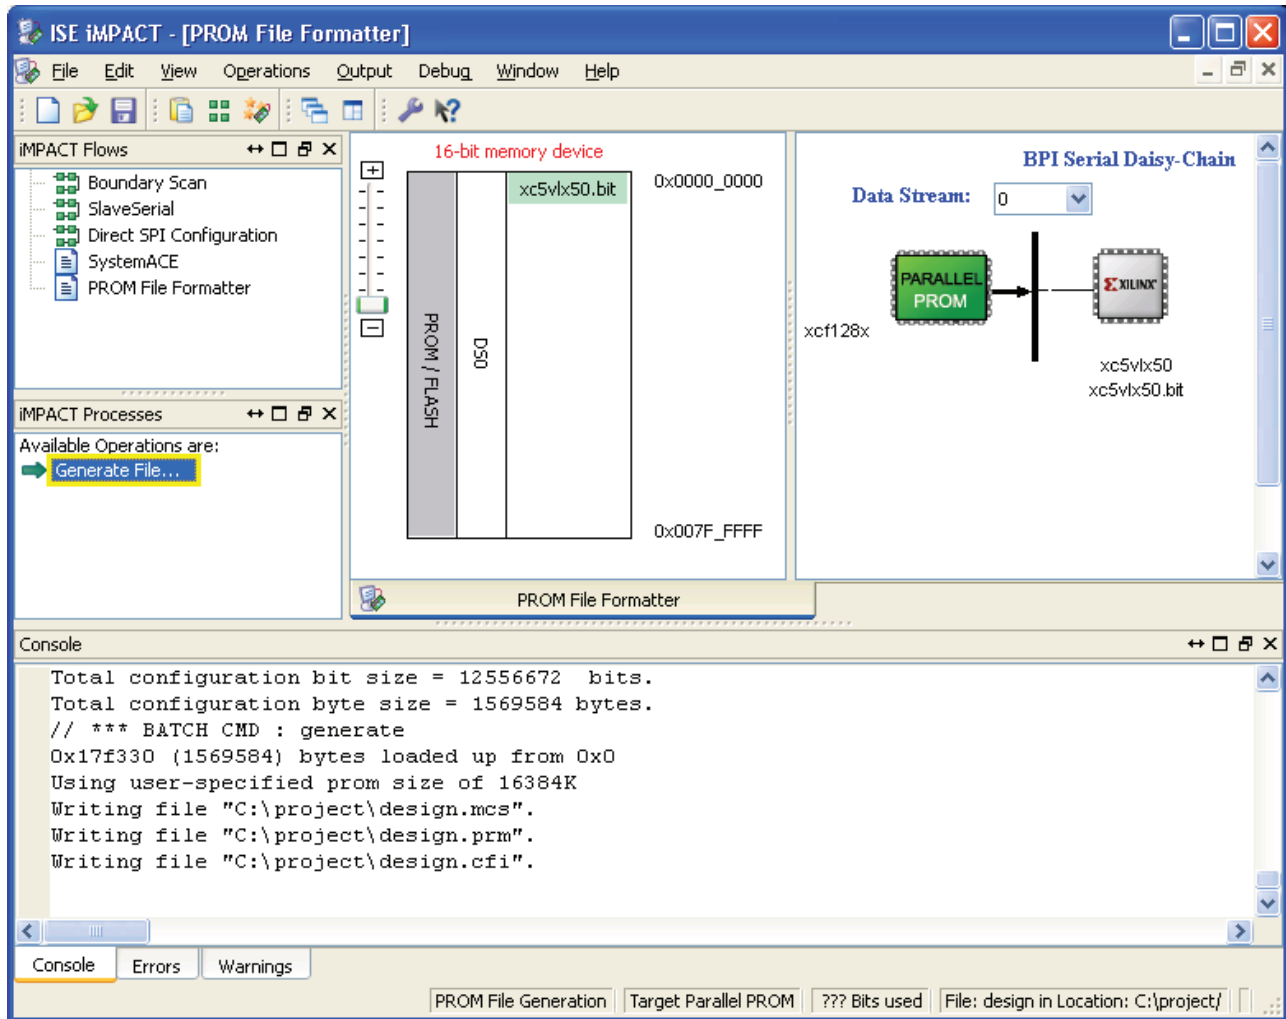 ISE iMPACT - [PROM File Formatter]
File Edit View Operations Output Debug Window Help
iMPACT Flows
Boundary Scan
SlaveSerial
Direct SPI Configuration
SystemACE
PROM File Formatter
iMPACT Processes
Available Operations are:
Generate File...
16-bit memory device
PROM / FLASH
DS0
xc5vlx50.bit
0x0000_0000
0x007F_FFFF
PROM File Formatter
BPI Serial Daisy-Chain
Data Stream: 0
PARALLEL
PROM
XILINX
xcf128x
xc5vlx50
xc5vlx50.bit
Console
Total configuration bit size = 12556672  bits.
Total configuration byte size = 1569584 bytes.
// *** BATCH CMD : generate
0x17f330 (1569584) bytes loaded up from 0x0
Using user-specified prom size of 16384K
Writing file "C:\project\design.mcs".
Writing file "C:\project\design.prm".
Writing file "C:\project\design.cfi".
Console Errors Warnings
PROM File Generation Target Parallel PROM ??? Bits used File: design in Location: C:\project/